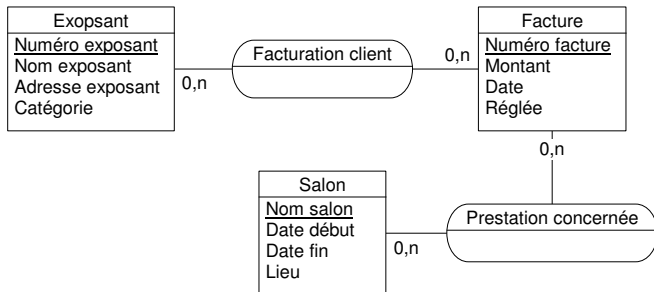 Exopsant
Numéro exposant
Nom exposant
Adresse exposant
Catégorie
0,n
Facturation client
0,n
Facture
Numéro facture
Montant
Date
Réglée
0,n
Salon
Nom salon
Date début
Date fin
Lieu
0,n
Prestation concernée